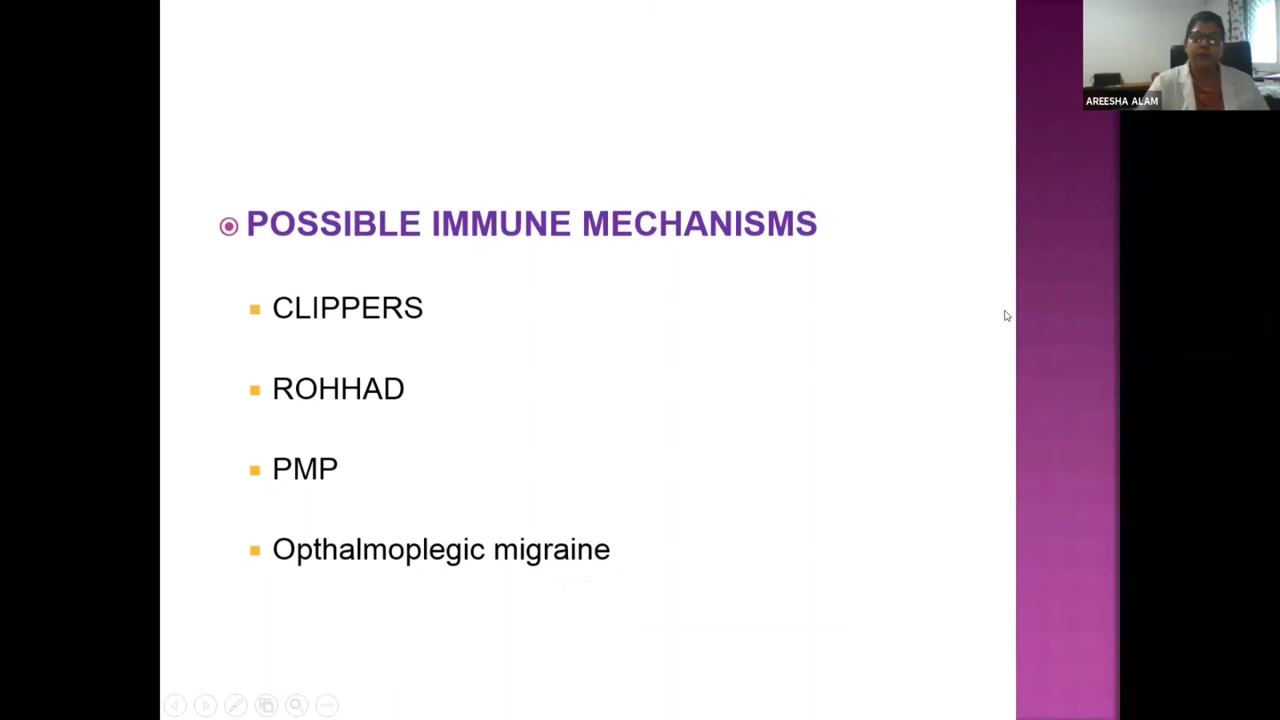 AREESHA ALAM
POSSIBLE IMMUNE MECHANISMS
CLIPPERS
ROHHAD
PMP
Opthalmoplegic migraine